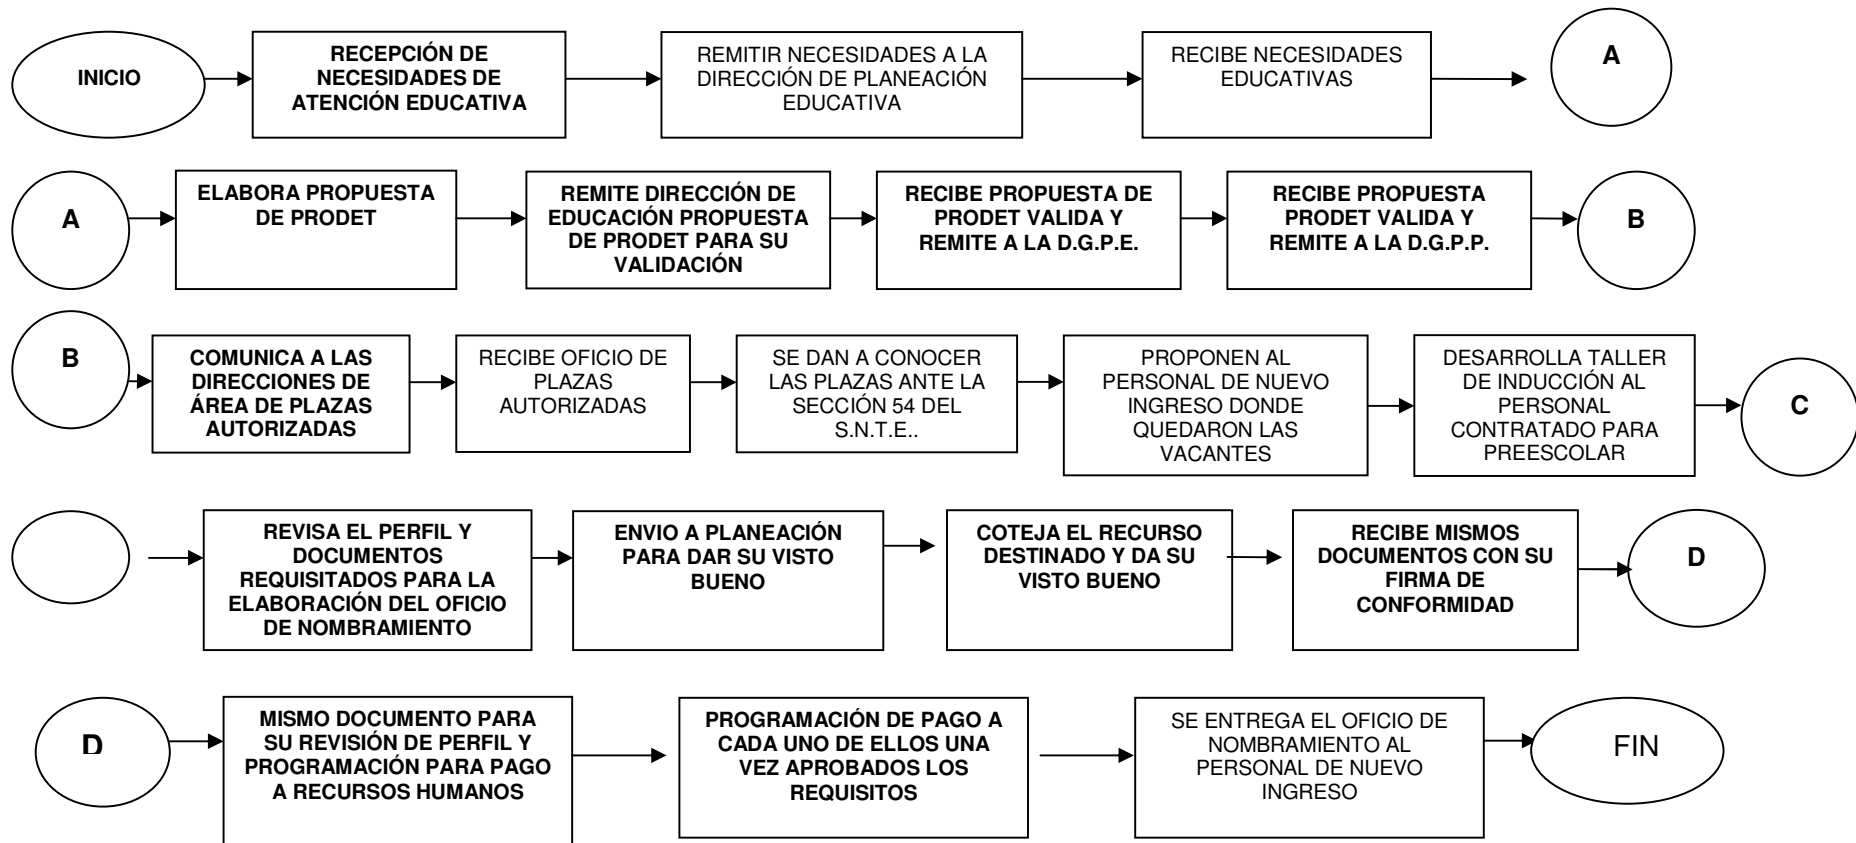 INICIO
RECEPCIÓN DE
NECESIDADES DE
ATENCIÓN EDUCATIVA
REMITIR NECESIDADES A LA
DIRECCIÓN DE PLANEACIÓN
EDUCATIVA
RECIBE NECESIDADES
EDUCATIVAS
A
A
ELABORA PROPUESTA
DE PRODET
REMITE DIRECCIÓN DE
EDUCACIÓN PROPUESTA
DE PRODET PARA SU
VALIDACIÓN
RECIBE PROPUESTA DE
PRODET VALIDA Y
REMITE A LA D.G.P.E.
RECIBE PROPUESTA
PRODET VALIDA Y
REMITE A LA D.G.P.P.
B
B
COMUNICA A LAS
DIRECCIONES DE
ÁREA DE PLAZAS
AUTORIZADAS
RECIBE OFICIO DE
PLAZAS
AUTORIZADAS
SE DAN A CONOCER
LAS PLAZAS ANTE LA
SECCIÓN 54 DEL
S.N.T.E..
PROPONEN AL
PERSONAL DE NUEVO
INGRESO DONDE
QUEDARON LAS
VACANTES
DESARROLLA TALLER
DE INDUCCIÓN AL
PERSONAL
CONTRATADO PARA
PREESCOLAR
C
REVISA EL PERFIL Y
DOCUMENTOS
REQUISITADOS PARA LA
ELABORACIÓN DEL OFICIO
DE NOMBRAMIENTO
ENVIO A PLANEACIÓN
PARA DAR SU VISTO
BUENO
COTEJA EL RECURSO
DESTINADO Y DA SU
VISTO BUENO
RECIBE MISMOS
DOCUMENTOS CON SU
FIRMA DE
CONFORMIDAD
D
D
MISMO DOCUMENTO PARA
SU REVISIÓN DE PERFIL Y
PROGRAMACIÓN PARA PAGO
A RECURSOS HUMANOS
PROGRAMACIÓN DE PAGO A
CADA UNO DE ELLOS UNA
VEZ APROBADOS LOS
REQUISITOS
SE ENTREGA EL OFICIO DE
NOMBRAMIENTO AL
PERSONAL DE NUEVO
INGRESO
FIN